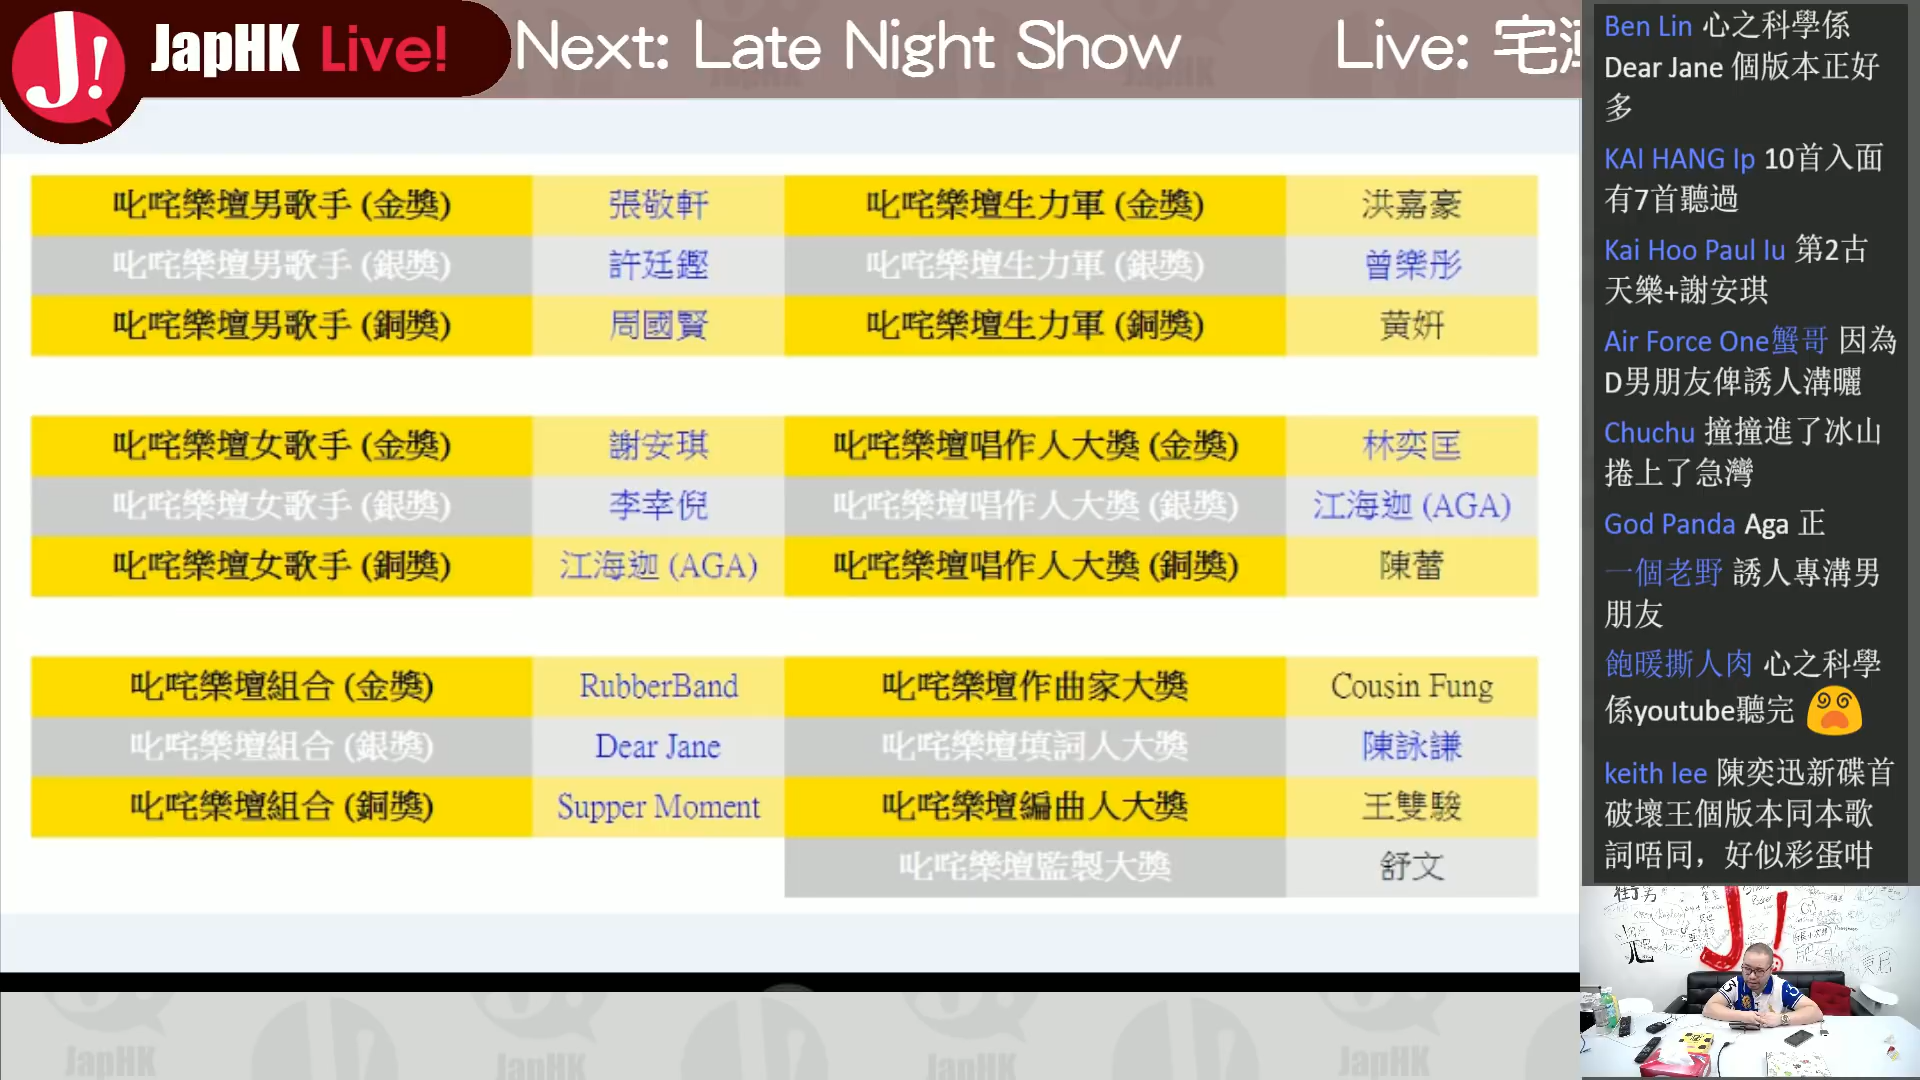 JapHK Live!
Next: Late Night Show
Live: 宅
叱咤樂壇男歌手 (金獎) 張敬軒 叱咤樂壇生力軍 (金獎) 洪嘉豪
叱咤樂壇男歌手 (銀獎) 許廷鏗 叱咤樂壇生力軍 (銀獎) 曾樂彤
叱咤樂壇男歌手 (銅獎) 周國賢 叱咤樂壇生力軍 (銅獎) 黄妍
叱咤樂壇女歌手 (金獎) 謝安琪 叱咤樂壇唱作人大獎 (金獎) 林奕匡
叱咤樂壇女歌手 (銀獎) 李幸倪 叱咤樂壇唱作人大獎 (銀獎) 江海迦 (AGA)
叱咤樂壇女歌手 (銅獎) 江海迦 (AGA) 叱咤樂壇唱作人大獎 (銅獎) 陳蕾
叱咤樂壇組合 (金獎) RubberBand 叱咤樂壇作曲家大獎 Cousin Fung
叱咤樂壇組合 (銀獎) Dear Jane 叱咤樂壇填詞人大獎 陳詠謙
叱咤樂壇組合 (銅獎) Supper Moment 叱咤樂壇編曲人大獎 王雙駿
叱咤樂壇監製大獎 舒文
Ben Lin 心之科學係
Dear Jane 個版本正好
多
KAI HANG Ip 10首入面
有7首聽過
Kai Hoo Paul Iu 第2古
天樂+謝安琪
Air Force One蟹哥 因為
D男朋友俾誘人溝曬
Chuchu 撞撞進了冰山
捲上了急灣
God Panda Aga 正
一個老野 誘人專溝男
朋友
飽暖撕人肉 心之科學
係youtube聽完
keith lee 陳奕迅新碟首
破壞王個版本同本歌
詞唔同，好似彩蛋咁
J!
JapHK
JapHK
JapHK
JapHK